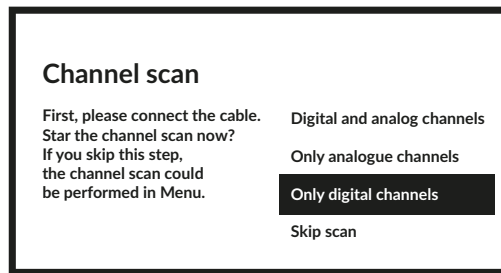 Channel scan
First, please connect the cable.
Star the channel scan now?
If you skip this step,
the channel scan could
be performed in Menu.
Digital and analog channels
Only analogue channels
Only digital channels
Skip scan